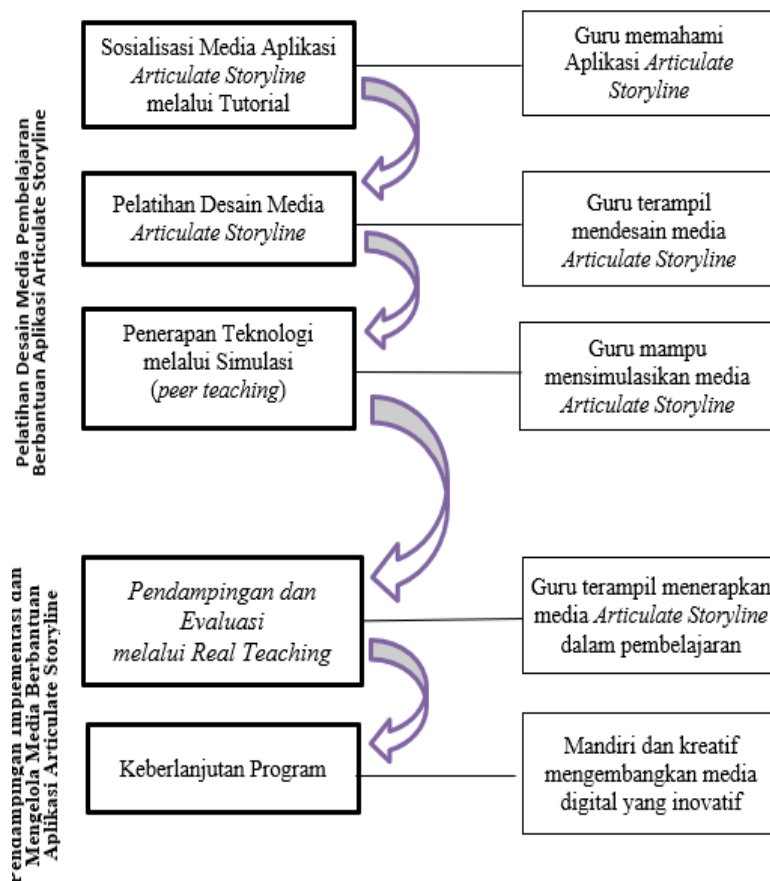 Pelatihan Desain Media Pembelajaran
Berbantuan Aplikasi Articulate Storyline
Sosialisasi Media Aplikasi
Articulate Storyline
melalui Tutorial
Guru memahami
Aplikasi Articulate
Storyline
Pelatihan Desain Media
Articulate Storyline
Guru terampil
mendesain media
Articulate Storyline
Penerapan Teknologi
melalui Simulasi
(peer teaching)
Guru mampu
mensimulasikan media
Articulate Storyline
Pendampingan Implementasi dan
Mengelola Media Berbantuan
Aplikasi Articulate Storyline
Pendampingan dan
Evaluasi
melalui Real Teaching
Guru terampil menerapkan
media Articulate Storyline
dalam pembelajaran
Keberlanjutan Program
Mandiri dan kreatif
mengembangkan media
digital yang inovatif